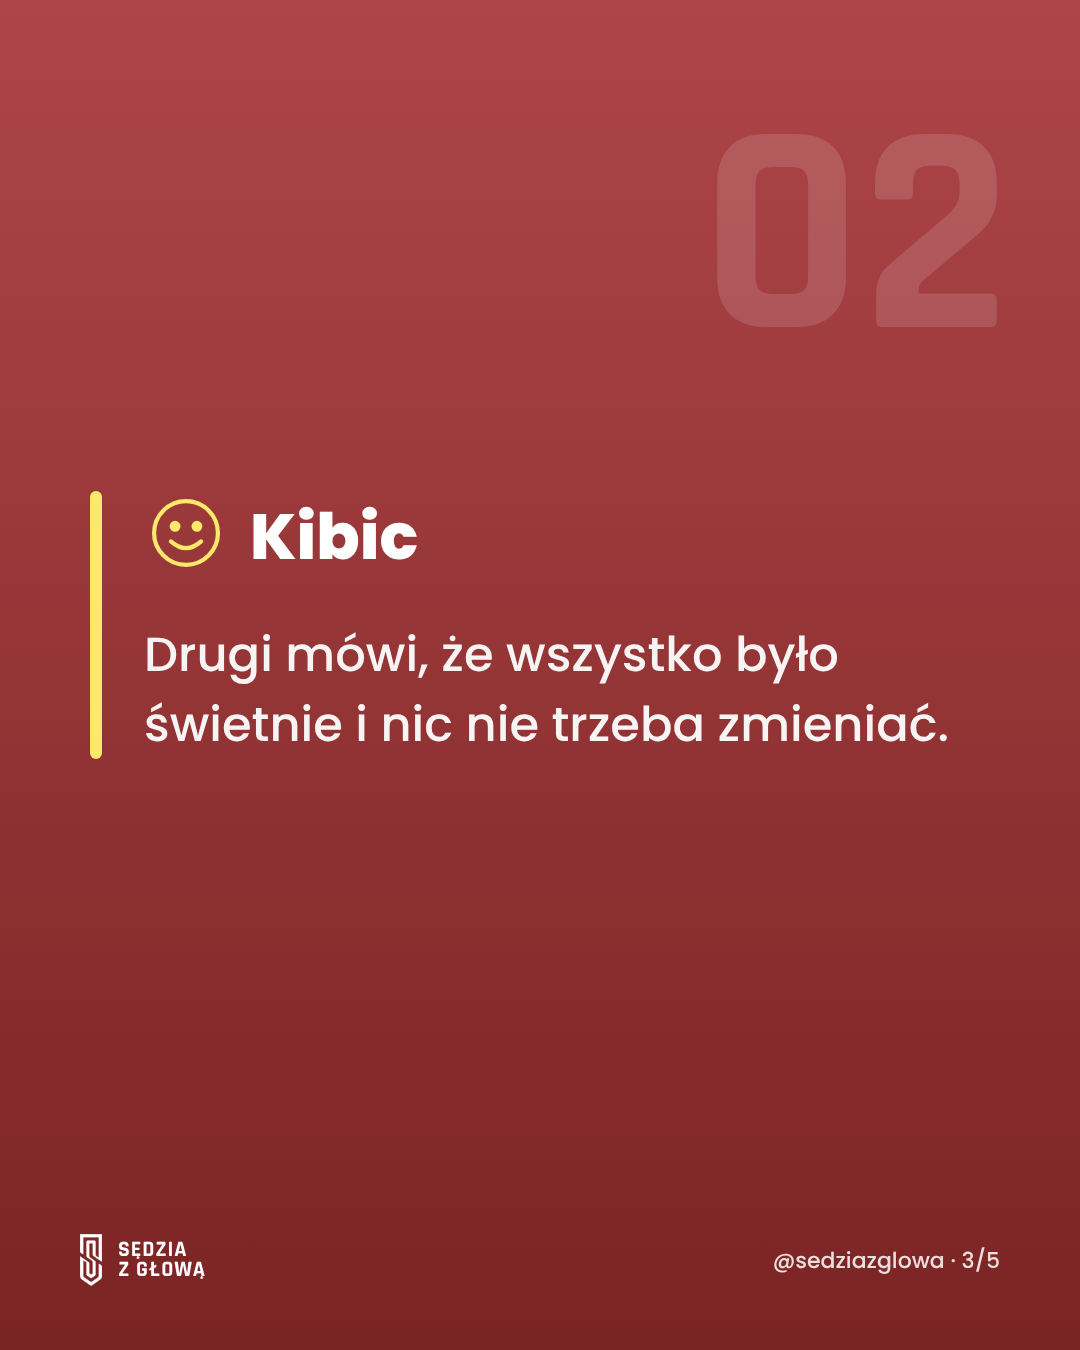 02
Kibic
Drugi mówi, że wszystko było
świetnie i nic nie trzeba zmieniać.
SĘDZIA
Z GŁOWĄ
@sedziazglowa · 3/5